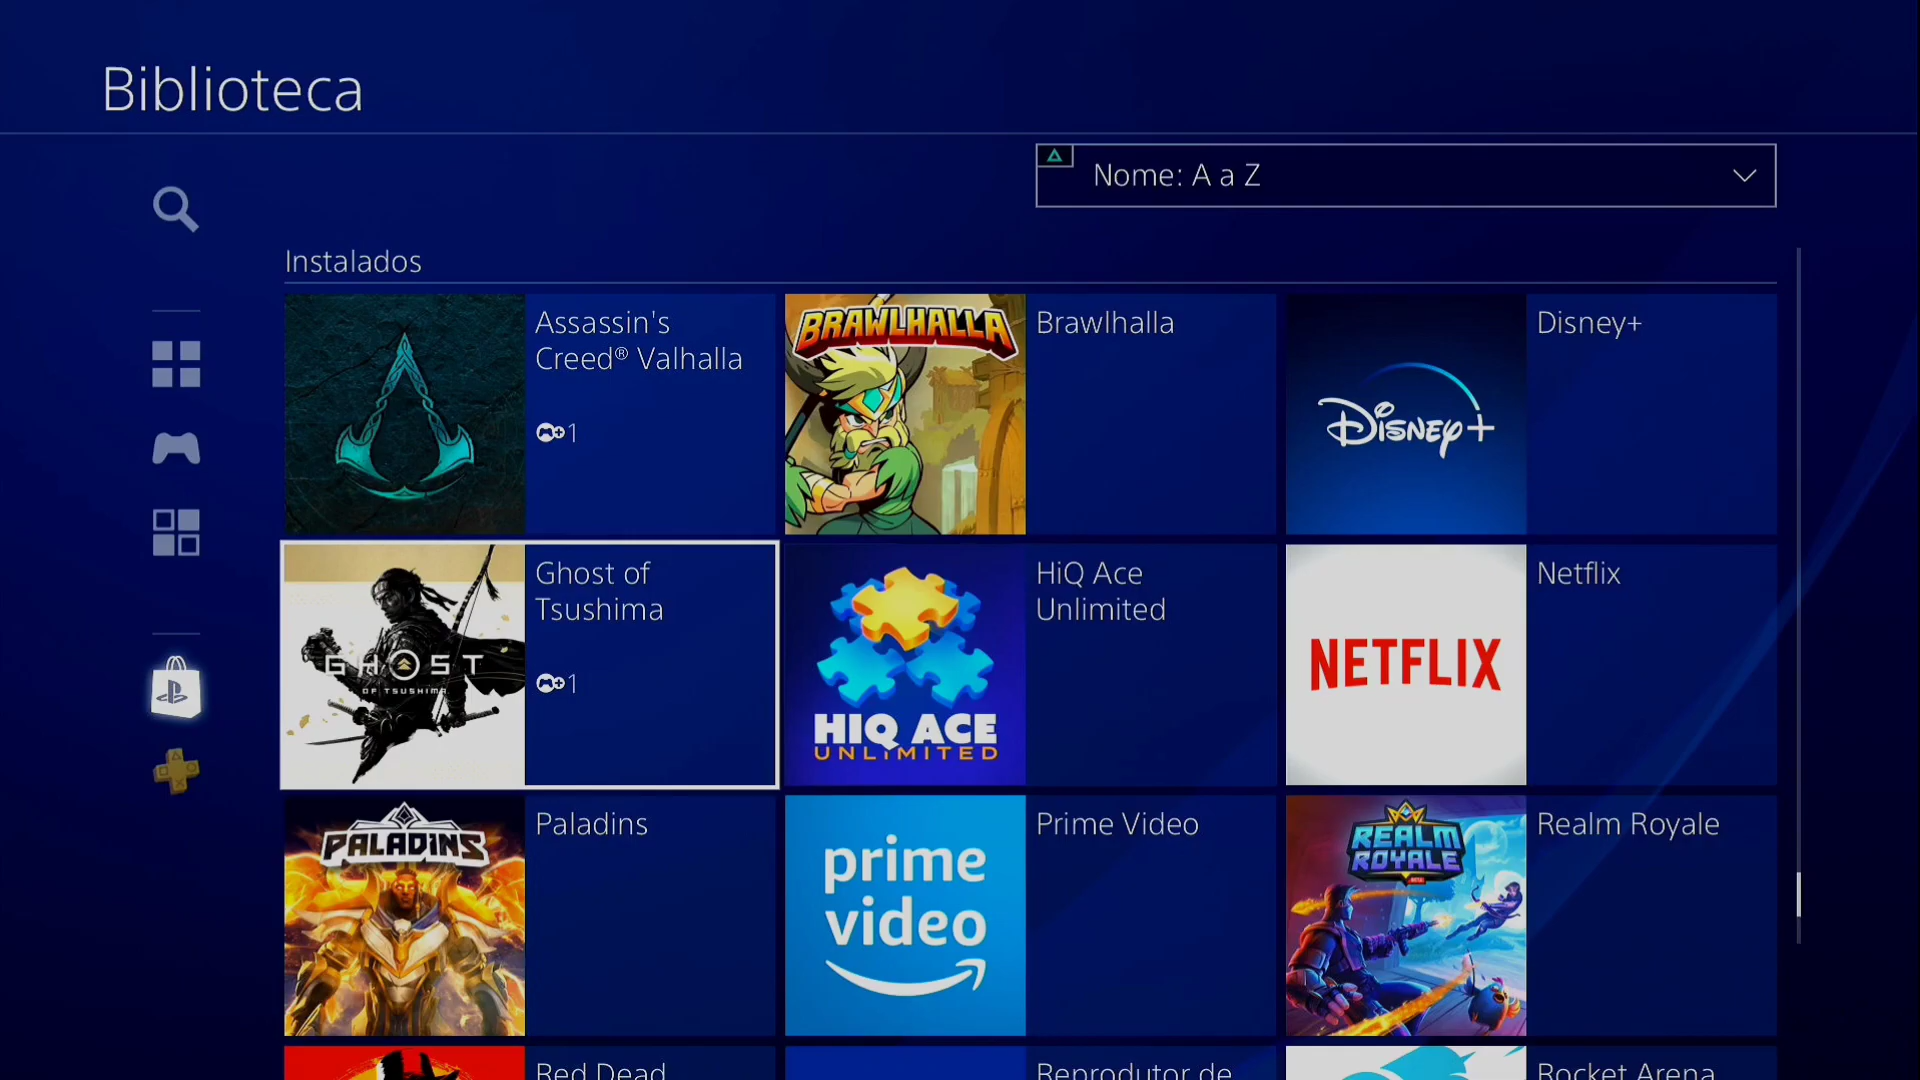 Biblioteca
Nome: A a Z
Instalados
Assassin's
Creed® Valhalla
1
BRAWLHALLA
Brawlhalla
Disney+
Disney+
GHOST
OF TSUSHIMA
Ghost of
Tsushima
1
HIQ ACE
UNLIMITED
HiQ Ace
Unlimited
NETFLIX
Netflix
PALADINS
Paladins
prime
video
Prime Video
REALM
ROYALE
Realm Royale
Red Dead
Reprodutor de
Rocket Arena